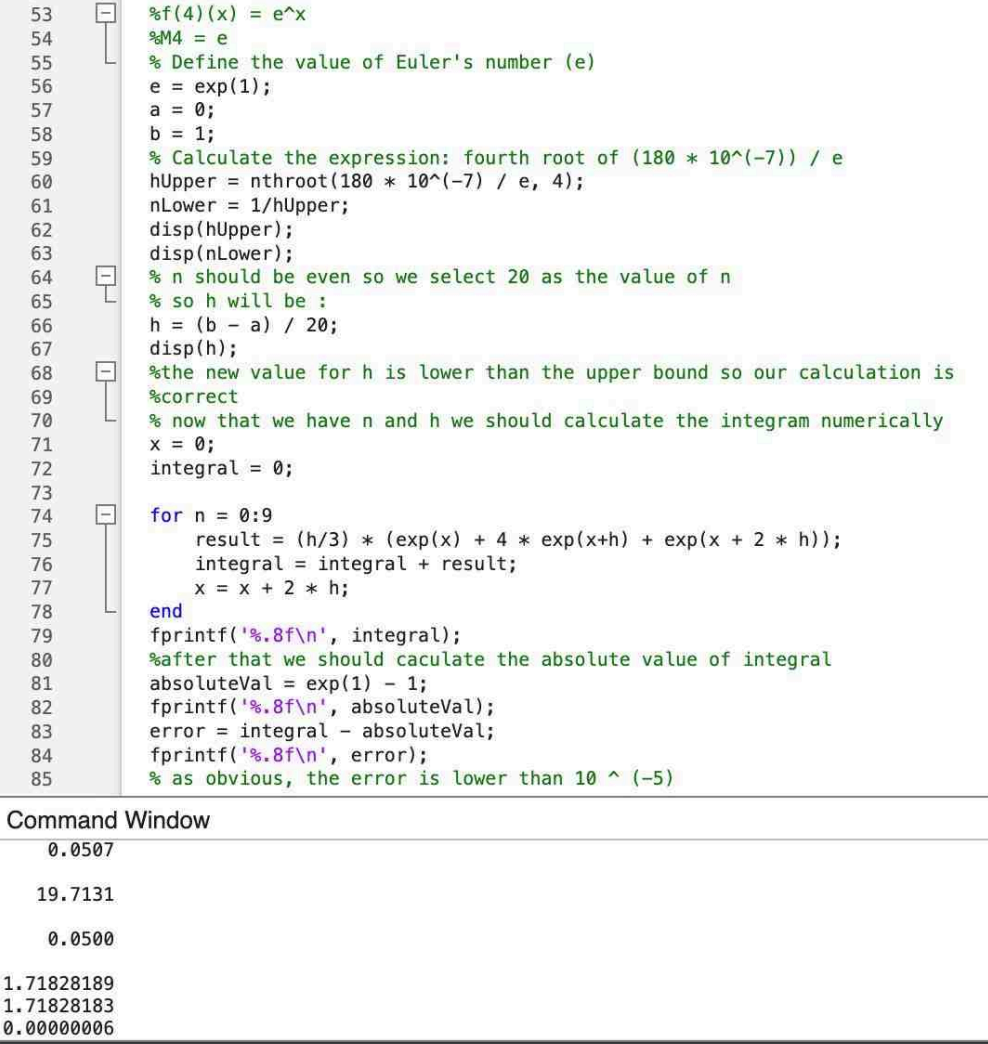 53 %f(4)(x) = e^x
54 %M4 = e
55 % Define the value of Euler's number (e)
56 e = exp(1);
57 a = 0;
58 b = 1;
59 % Calculate the expression: fourth root of (180 * 10^(-7)) / e
60 hUpper = nthroot(180 * 10^(-7) / e, 4);
61 nLower = 1/hUpper;
62 disp(hUpper);
63 disp(nLower);
64 % n should be even so we select 20 as the value of n
65 % so h will be :
66 h = (b - a) / 20;
67 disp(h);
68 %the new value for h is lower than the upper bound so our calculation is
69 %correct
70 % now that we have n and h we should calculate the integram numerically
71 x = 0;
72 integral = 0;
73
74 for n = 0:9
75 result = (h/3) * (exp(x) + 4 * exp(x+h) + exp(x + 2 * h));
76 integral = integral + result;
77 x = x + 2 * h;
78 end
79 fprintf('%.8f\n', integral);
80 %after that we should caculate the absolute value of integral
81 absoluteVal = exp(1) - 1;
82 fprintf('%.8f\n', absoluteVal);
83 error = integral - absoluteVal;
84 fprintf('%.8f\n', error);
85 % as obvious, the error is lower than 10 ^ (-5)
Command Window
0.0507
19.7131
0.0500
1.71828189
1.71828183
0.00000006